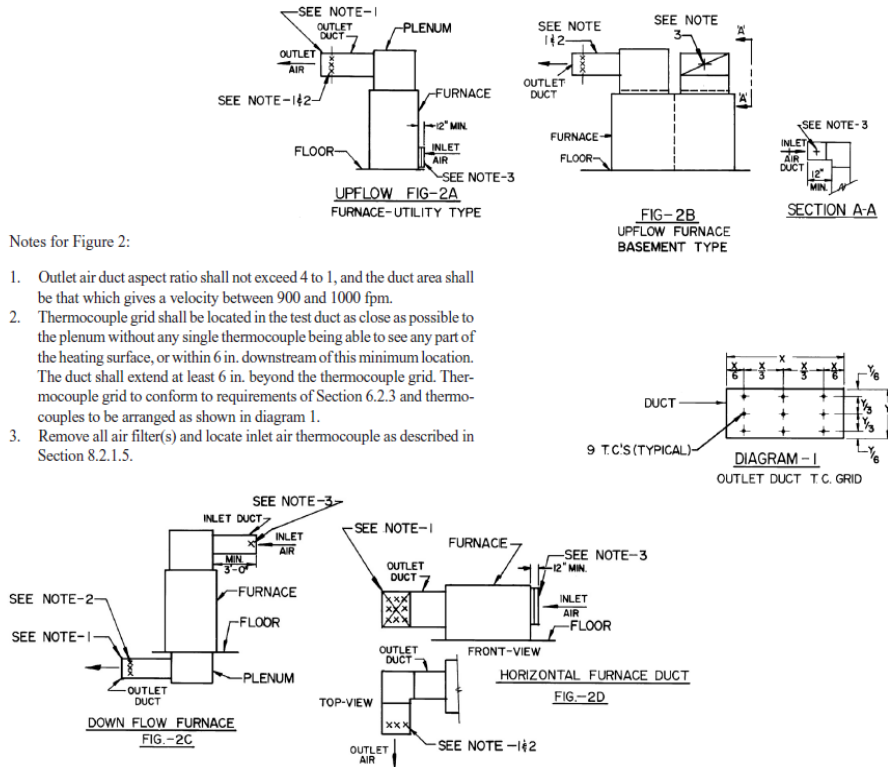 SEE NOTE-1
OUTLET
DUCT
PLENUM
OUTLET
AIR
SEE NOTE-1&2
FURNACE
12" MIN.
FLOOR
INLET
AIR
SEE NOTE-3
UPFLOW FIG-2A
FURNACE-UTILITY TYPE
SEE NOTE
1&2
SEE NOTE
3
'A'
OUTLET
DUCT
'A'
FURNACE
FLOOR
FIG-2B
UPFLOW FURNACE
BASEMENT TYPE
SEE NOTE-3
INLET
AIR
DUCT
12"
MIN.
SECTION A-A
Notes for Figure 2:
1. Outlet air duct aspect ratio shall not exceed 4 to 1, and the duct area shall
be that which gives a velocity between 900 and 1000 fpm.
2. Thermocouple grid shall be located in the test duct as close as possible to
the plenum without any single thermocouple being able to see any part of
the heating surface, or within 6 in. downstream of this minimum location.
The duct shall extend at least 6 in. beyond the thermocouple grid. Ther-
mocouple grid to conform to requirements of Section 6.2.3 and thermo-
couples to be arranged as shown in diagram 1.
3. Remove all air filter(s) and locate inlet air thermocouple as described in
Section 8.2.1.5.
X
X/6 X/3 X/3 X/6
Y/6
Y/3
Y/3
Y/6
Y
DUCT
9 T.C'S (TYPICAL)
DIAGRAM-1
OUTLET DUCT T.C. GRID
SEE NOTE-3
INLET DUCT
INLET
AIR
MIN.
3'-0"
SEE NOTE-2
FURNACE
FLOOR
SEE NOTE-1
PLENUM
OUTLET
DUCT
DOWN FLOW FURNACE
FIG.-2C
SEE NOTE-1
FURNACE
OUTLET
DUCT
SEE NOTE-3
12" MIN.
INLET
AIR
FLOOR
FRONT-VIEW
OUTLET
DUCT
HORIZONTAL FURNACE DUCT
FIG.-2D
TOP-VIEW
SEE NOTE-1&2
OUTLET
AIR